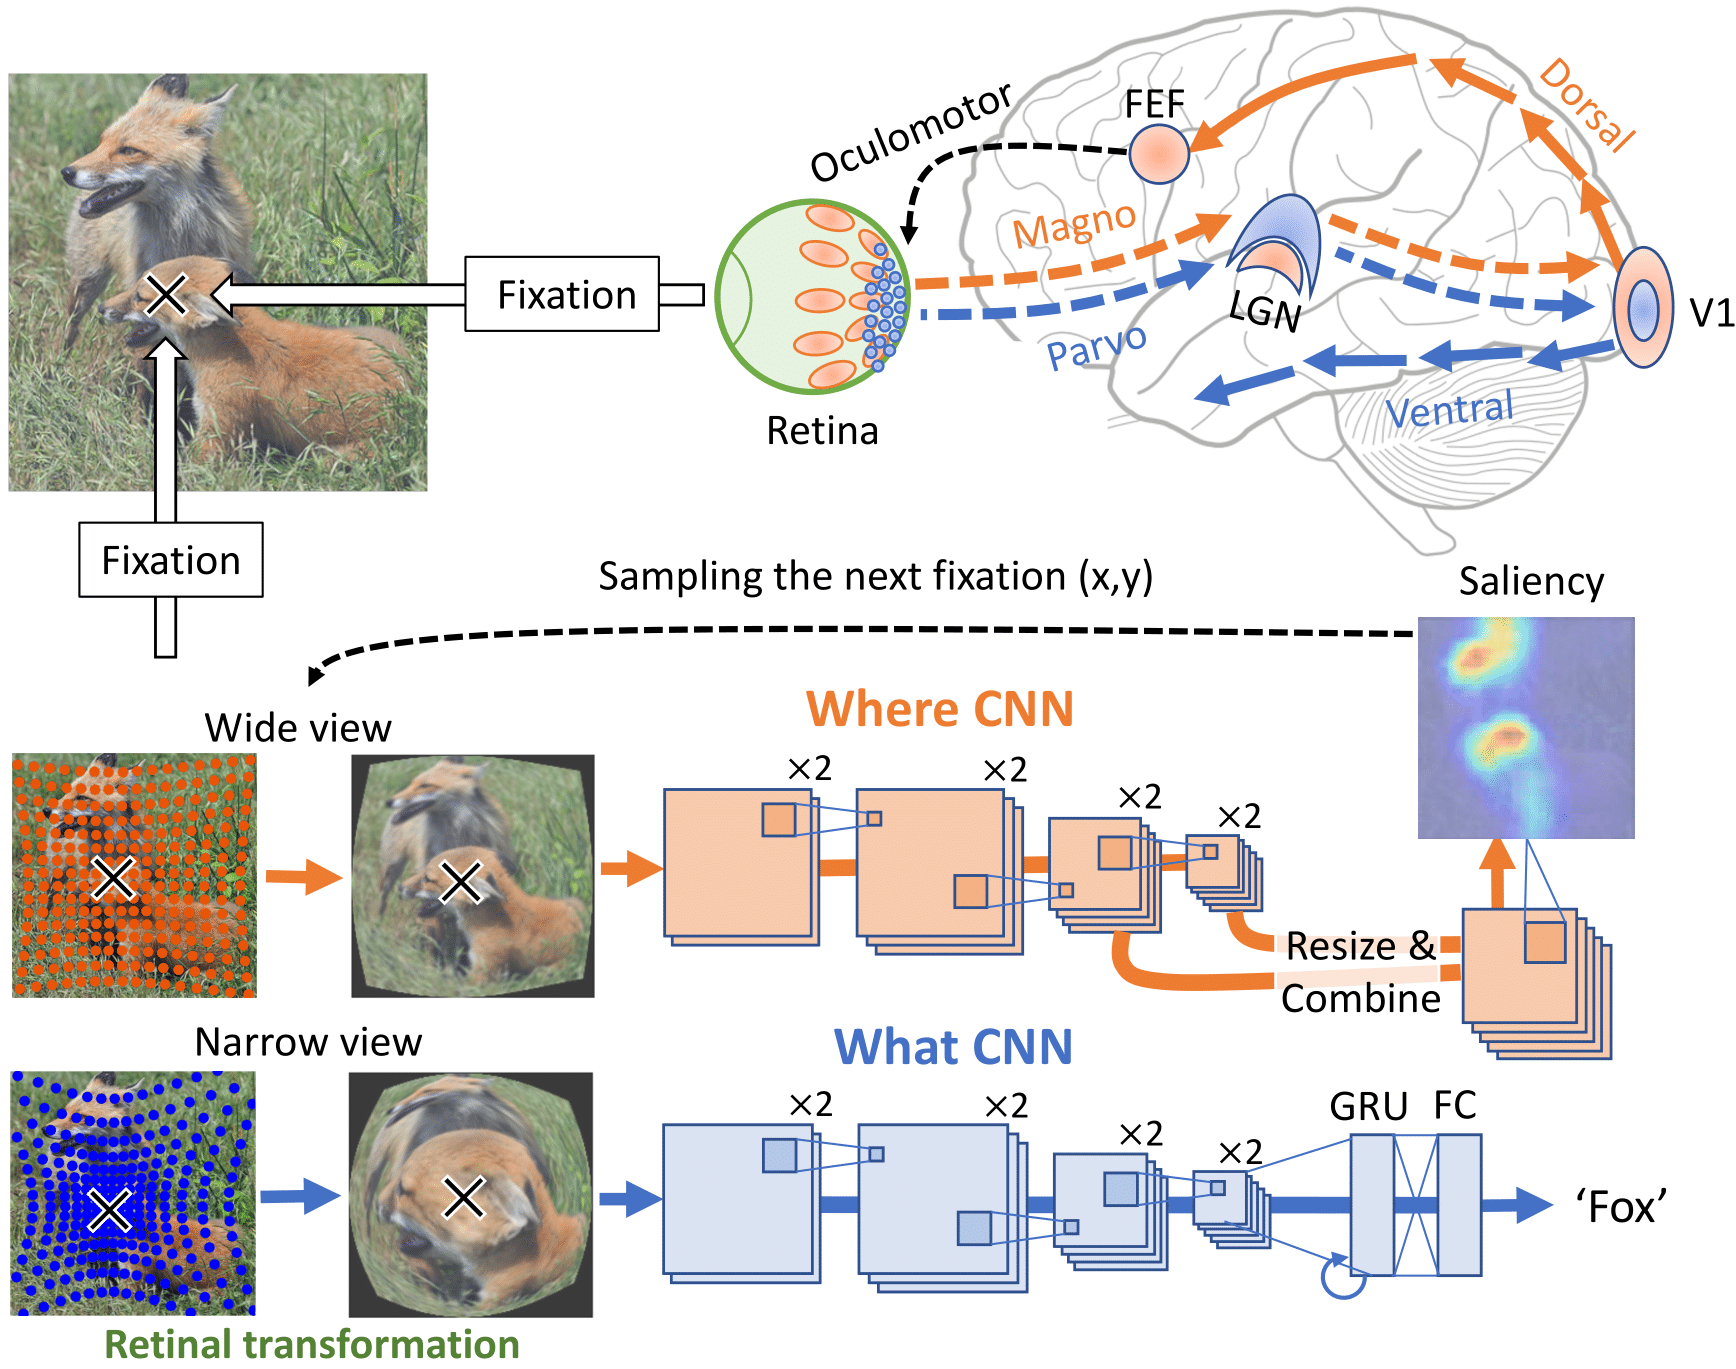 Oculomotor
FEF
Dorsal
Magno
Fixation
LGN
V1
Parvo
Retina
Ventral
Fixation
Sampling the next fixation (x,y)
Saliency
Wide view
Where CNN
×2
×2
×2
×2
Resize &
Combine
Narrow view
What CNN
×2
×2
×2
×2
GRU
FC
‘Fox’
Retinal transformation